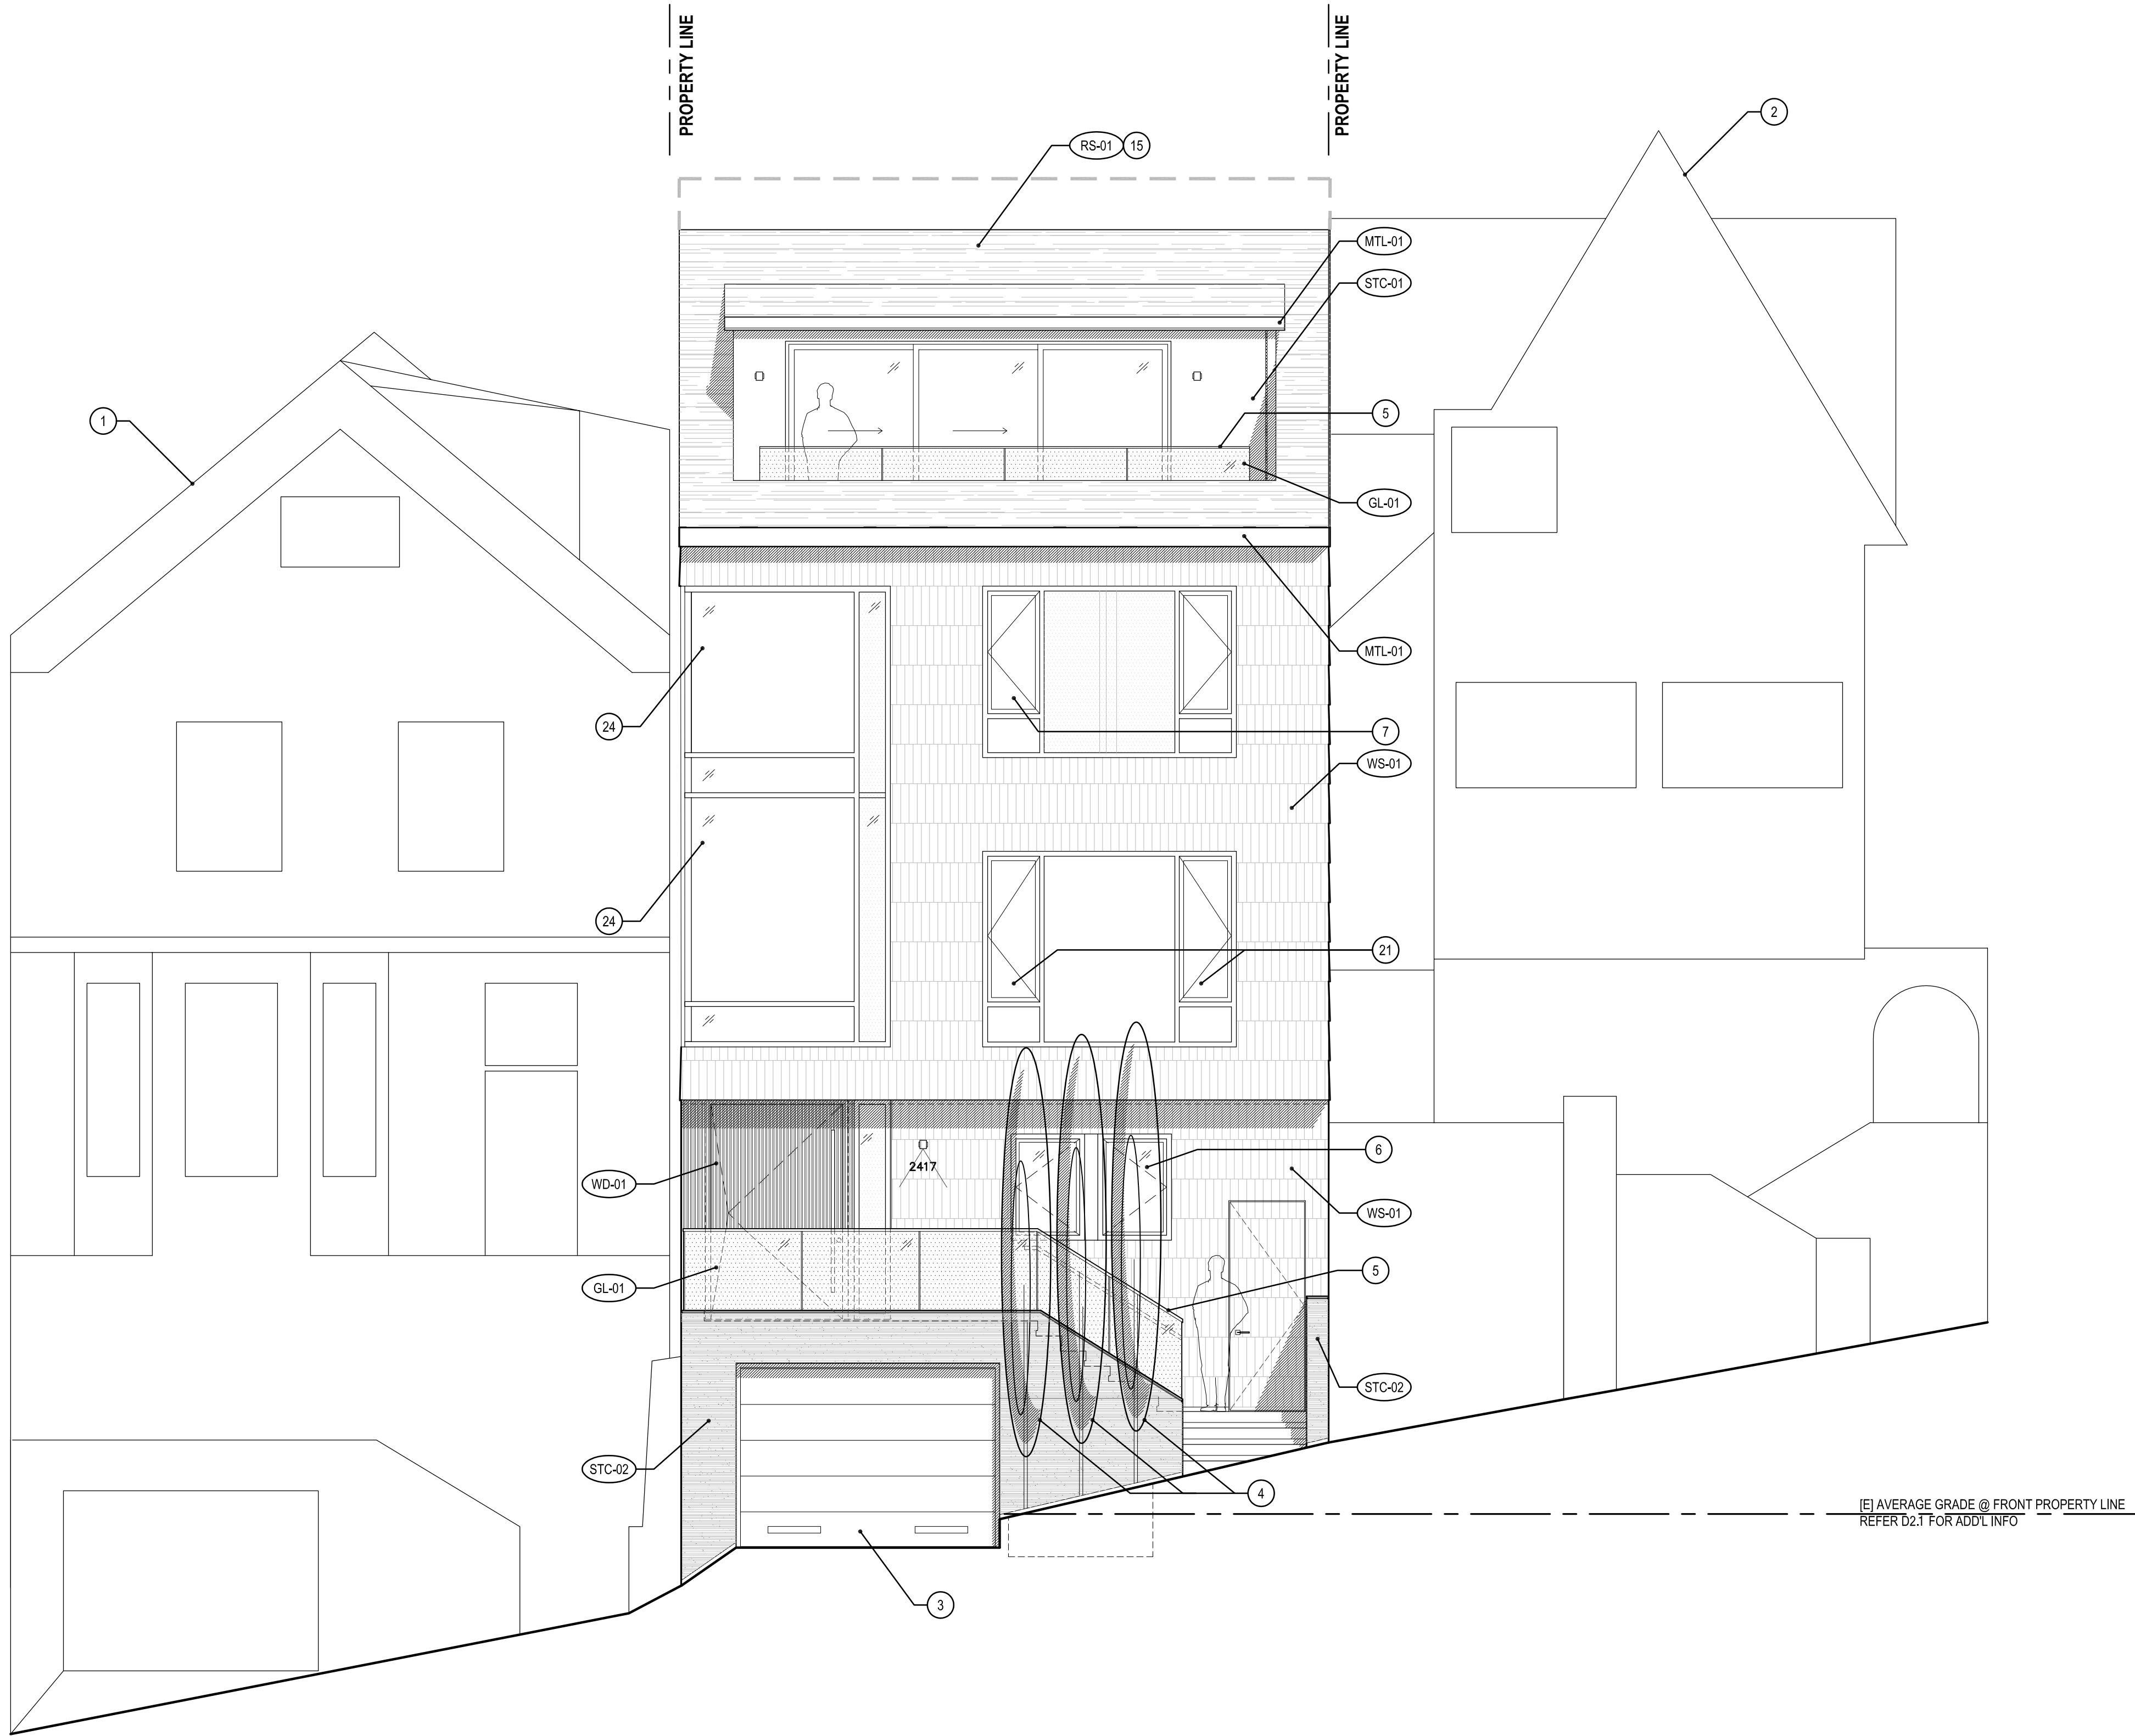 PROPERTY LINE
PROPERTY LINE
2
RS-01 15
MTL-01
STC-01
1
5
GL-01
MTL-01
24
7
WS-01
24
21
2417
6
WD-01
WS-01
5
GL-01
STC-02
STC-02
4
[E] AVERAGE GRADE @ FRONT PROPERTY LINE
REFER D2.1 FOR ADD'L INFO
3